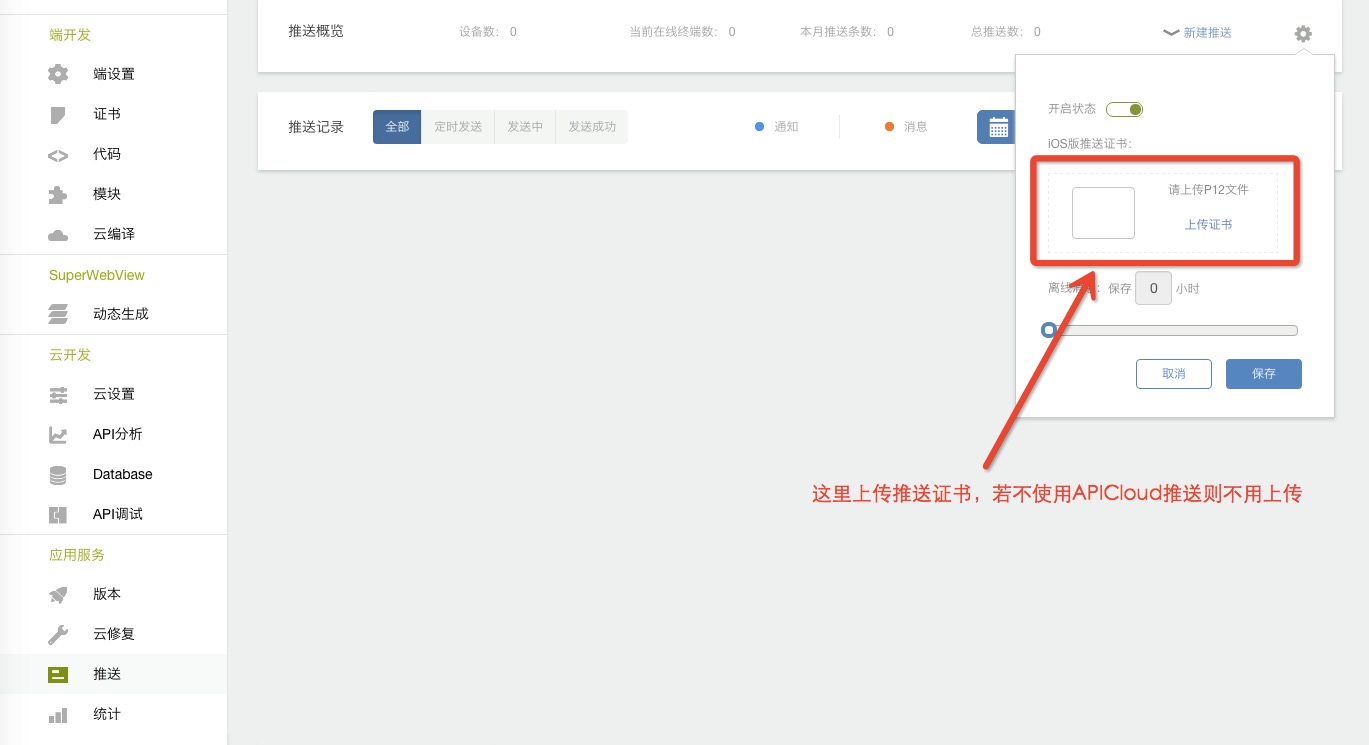 端开发
端设置
证书
代码
模块
云编译
SuperWebView
动态生成
云开发
云设置
API分析
Database
API调试
应用服务
版本
云修复
推送
统计
推送概览 设备数: 0 当前在线终端数: 0 本月推送条数: 0 总推送数: 0 新建推送
推送记录 全部 定时推送 发送中 发送成功 通知 消息
开启状态
iOS版推送证书:
请上传P12文件
上传证书
离线消息: 保存 0 小时
取消 保存
这里上传推送证书，若不使用APICloud推送则不用上传